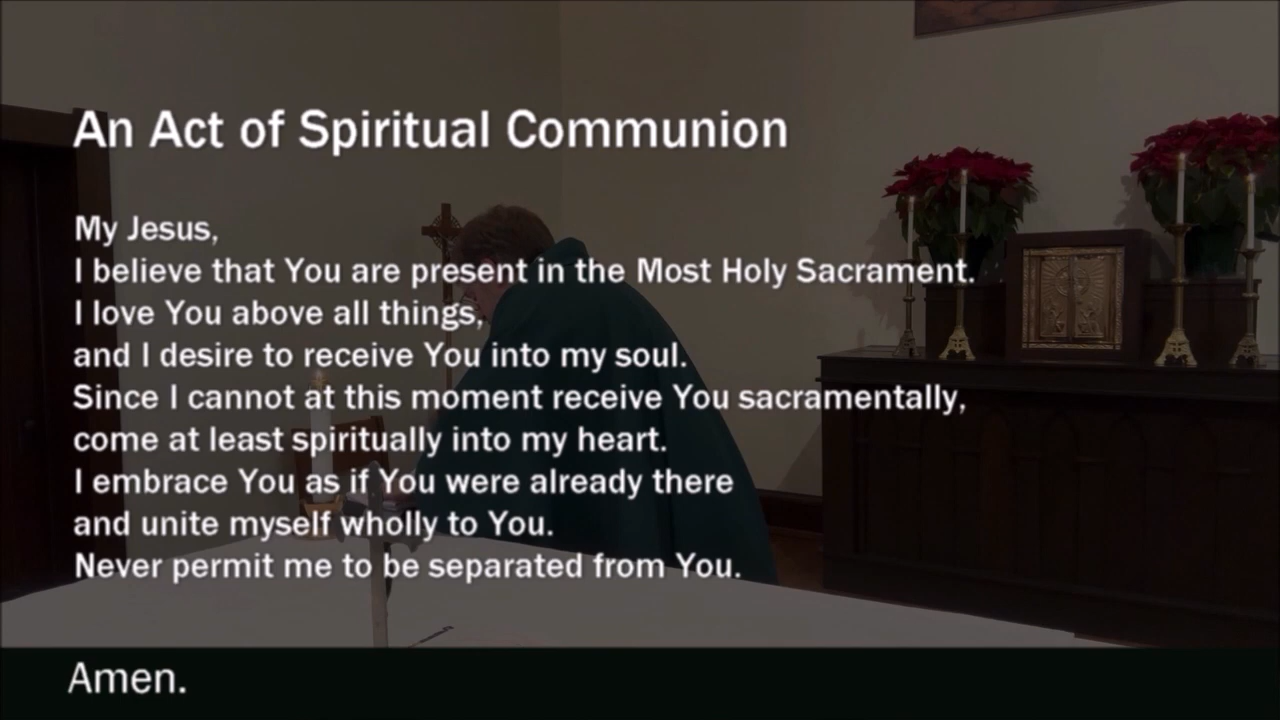 An Act of Spiritual Communion
My Jesus,
I believe that You are present in the Most Holy Sacrament.
I love You above all things,
and I desire to receive You into my soul.
Since I cannot at this moment receive You sacramentally,
come at least spiritually into my heart.
I embrace You as if You were already there
and unite myself wholly to You.
Never permit me to be separated from You.
Amen.